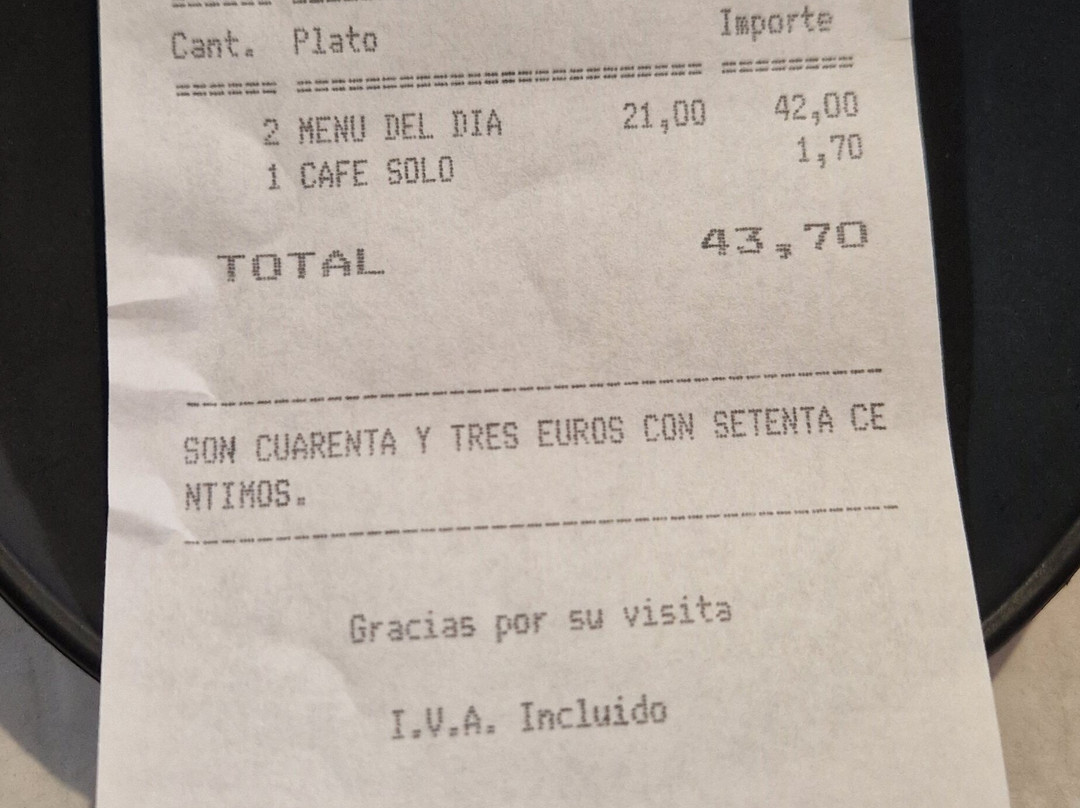 Cant. Plato Importe
===== ======================== ========
2 MENU DEL DIA 21,00 42,00
1 CAFE SOLO 1,70
TOTAL 43,70
----------------------------------------
SON CUARENTA Y TRES EUROS CON SETENTA CE
NTIMOS.
----------------------------------------
Gracias por su visita
I.V.A. Incluido